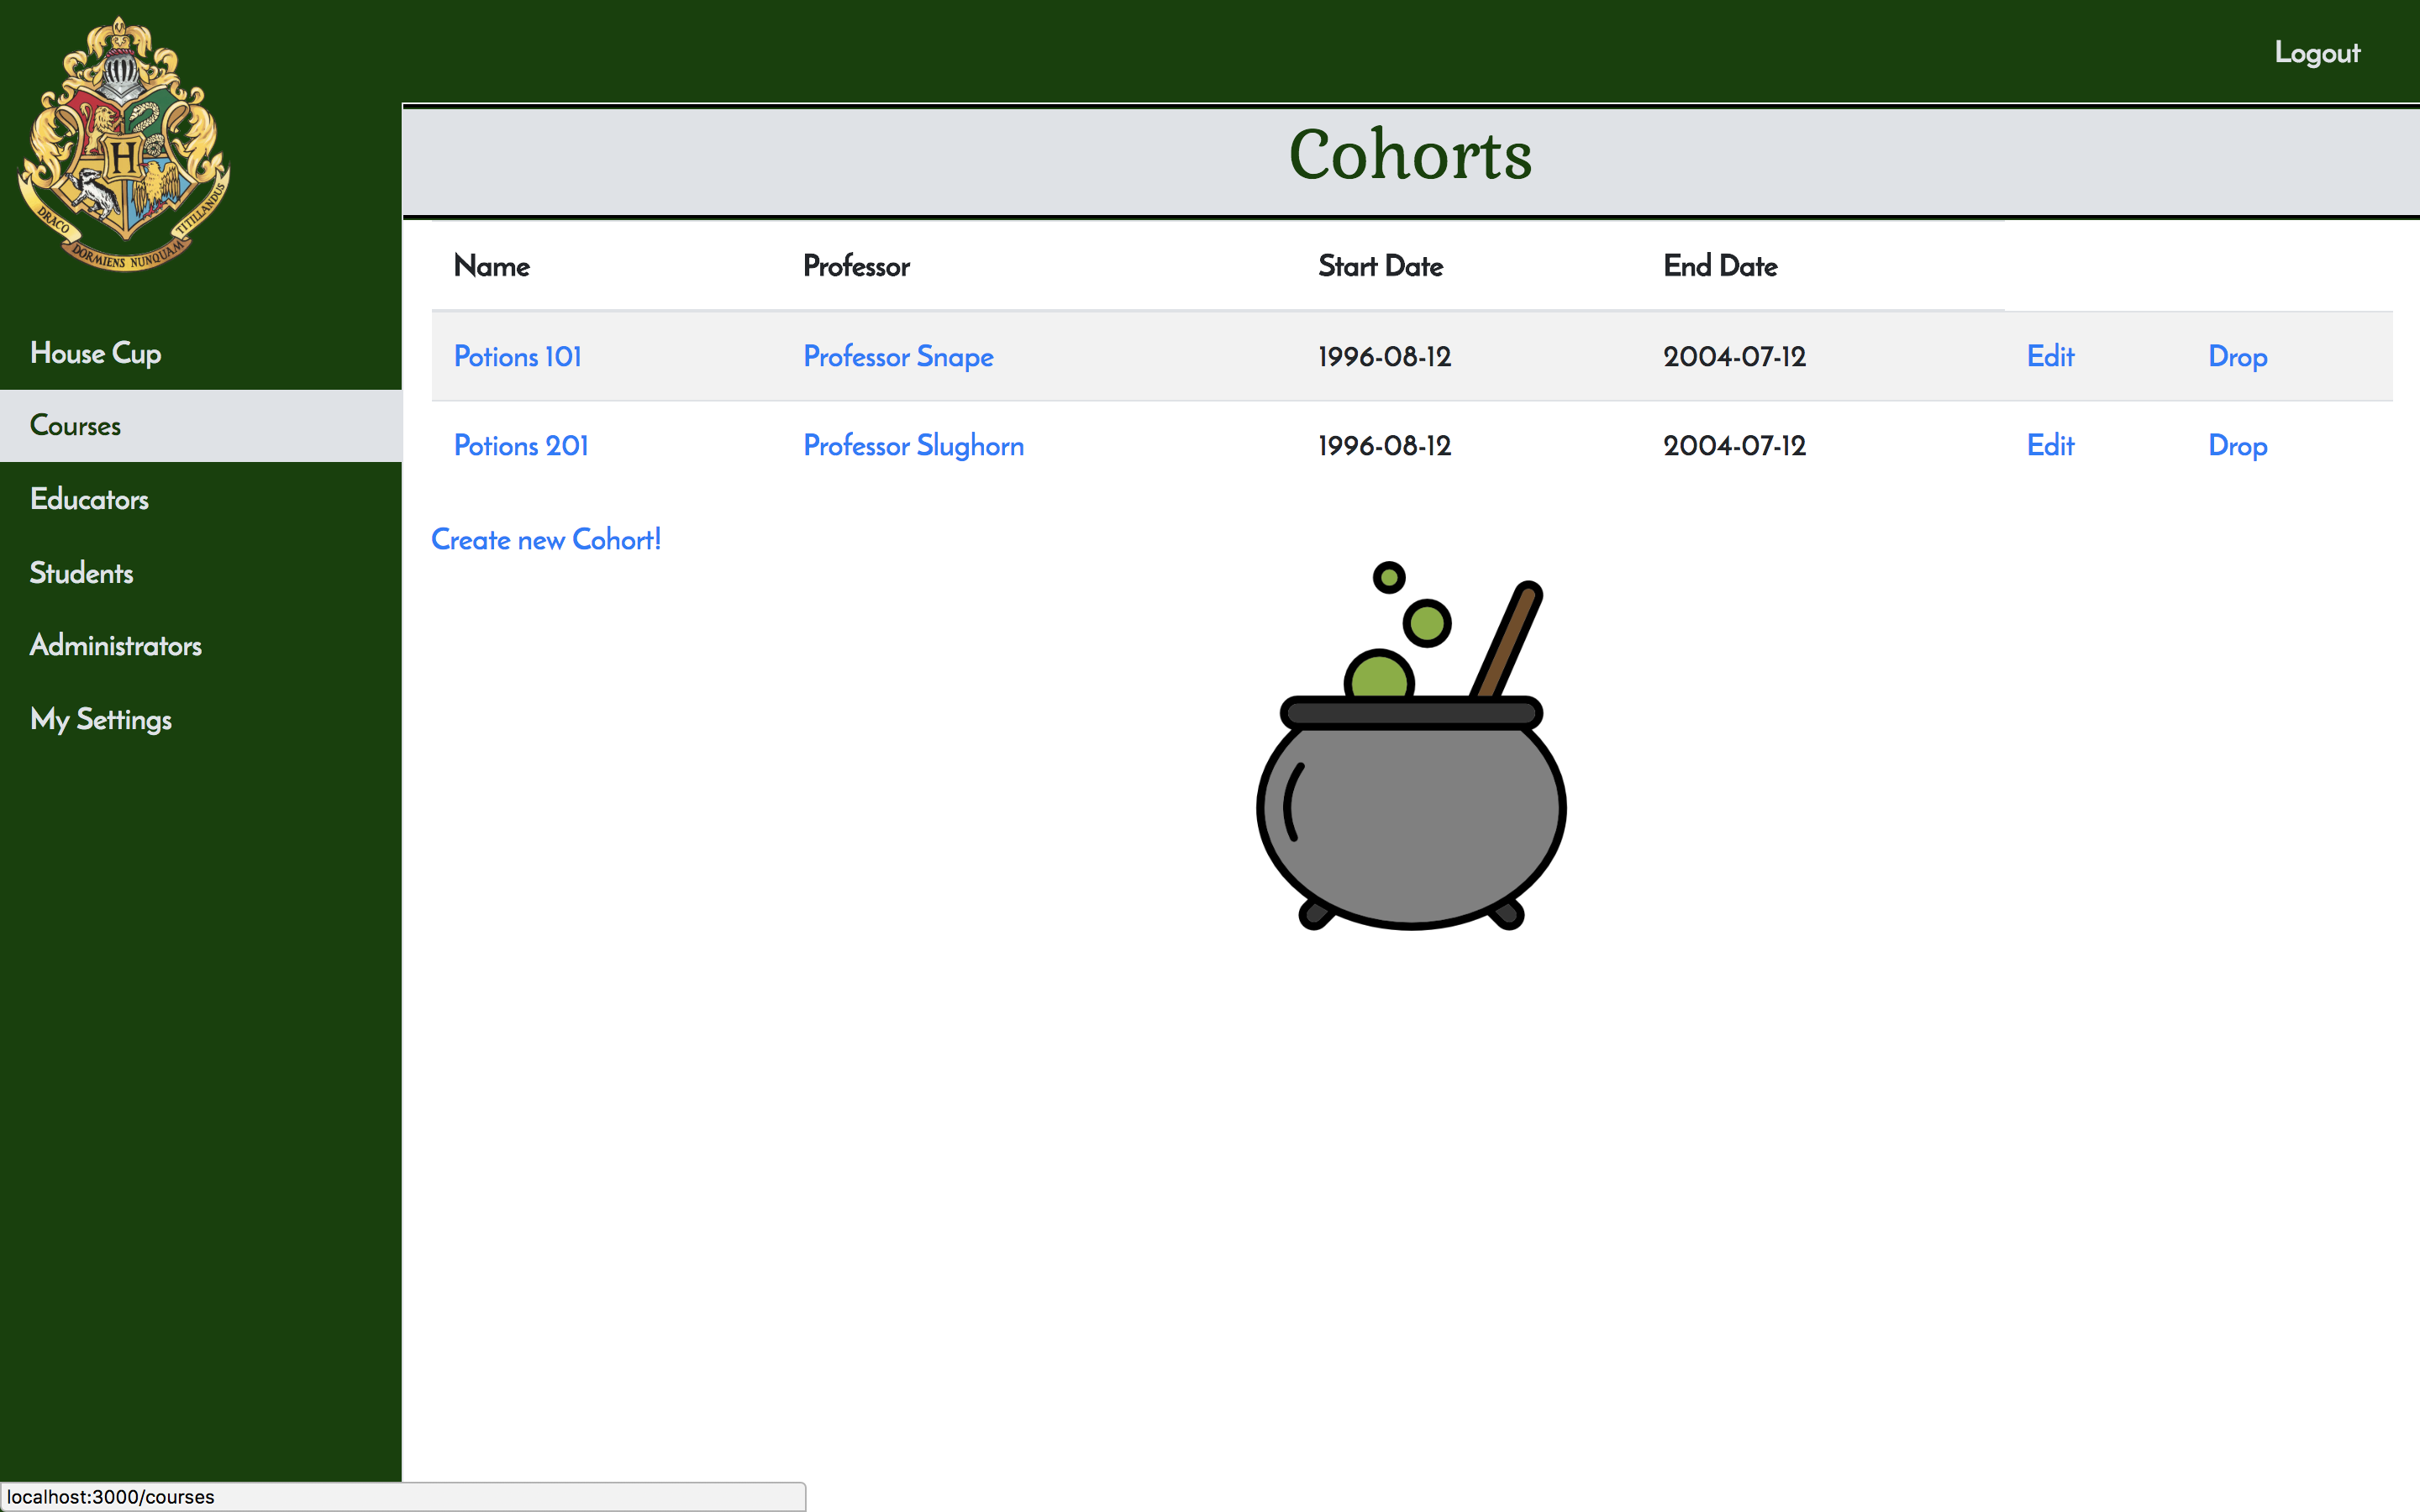 Logout
H
DRACO DORMIENS NUNQUAM TITILLANDUS
Cohorts
House Cup
Courses
Educators
Students
Administrators
My Settings
Name Professor Start Date End Date
Potions 101 Professor Snape 1996-08-12 2004-07-12 Edit Drop
Potions 201 Professor Slughorn 1996-08-12 2004-07-12 Edit Drop
Create new Cohort!
localhost:3000/courses